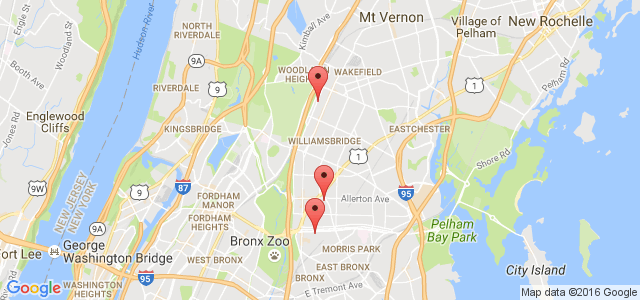 Engle St
Woodland St
Booth Ave
Jones Rd
Englewood
Cliffs
9W
NEW JERSEY
NEW YORK
Fort Lee
George
Washington Bridge
95
WASHINGTON
HEIGHTS
Hudson River
NORTH
RIVERDALE
9A
9
RIVERDALE
KINGSBRIDGE
9
87
FORDHAM
MANOR
FORDHAM
HEIGHTS
WEST BRONX
Bronx Zoo
BRONX
Kimball Ave
Mt Vernon
WOODLAWN
HEIGHTS
WAKEFIELD
WILLIAMSBRIDGE
1
EASTCHESTER
95
Allerton Ave
MORRIS PARK
EAST BRONX
E Tremont Ave
Village of
Pelham
New Rochelle
1
Pelham Rd
Shore Rd
Pelham
Bay Park
City Island
Google
Map data ©2016 Google